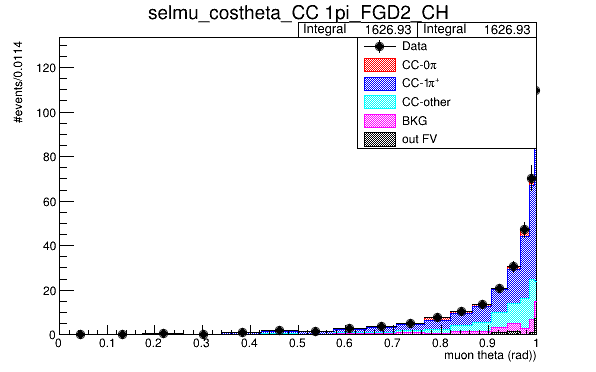 selmu_costheta_CC 1pi_FGD2_CH
Integral 1626.93 Integral 1626.93
Data
CC-0π
CC-1π⁺
CC-other
BKG
out FV
#events/0.0114
120
100
80
60
40
20
0
0 0.1 0.2 0.3 0.4 0.5 0.6 0.7 0.8 0.9 1
muon theta (rad))